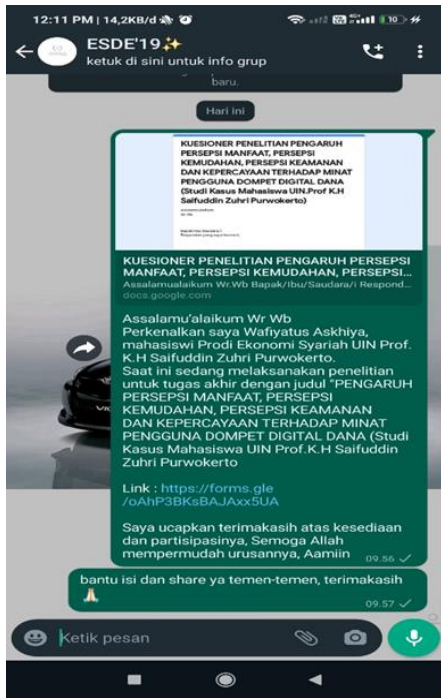 12:11 PM | 14,2KB/d
10
ESDE'19✨
ketuk di sini untuk info grup
baru.
Hari ini
KUESIONER PENELITIAN PENGARUH
PERSEPSI MANFAAT, PERSEPSI
KEMUDAHAN, PERSEPSI KEAMANAN
DAN KEPERCAYAAN TERHADAP MINAT
PENGGUNA DOMPET DIGITAL DANA
(Studi Kasus Mahasiswa UIN.Prof K.H
Saifuddin Zuhri Purwokerto)
KUESIONER PENELITIAN PENGARUH PERSEPSI
MANFAAT, PERSEPSI KEMUDAHAN, PERSEPSI...
Assalamualaikum Wr.Wb Bapak/Ibu/Saudara/i Respond...
docs.google.com
Assalamu'alaikum Wr Wb
Perkenalkan saya Wafiyatus Askhiya,
mahasiswi Prodi Ekonomi Syariah UIN Prof.
K.H Saifuddin Zuhri Purwokerto.
Saat ini sedang melaksanakan penelitian
untuk tugas akhir dengan judul "PENGARUH
PERSEPSI MANFAAT, PERSEPSI
KEMUDAHAN, PERSEPSI KEAMANAN
DAN KEPERCAYAAN TERHADAP MINAT
PENGGUNA DOMPET DIGITAL DANA (Studi
Kasus Mahasiswa UIN Prof.K.H Saifuddin
Zuhri Purwokerto
Link : https://forms.gle
/oAhP3BKsBAJAxx5UA
Saya ucapkan terimakasih atas kesediaan
dan partisipasinya, Semoga Allah
mempermudah urusannya, Aamiin 09.56
bantu isi dan share ya temen-temen, terimakasih
🙏🏻 09.57
Ketik pesan